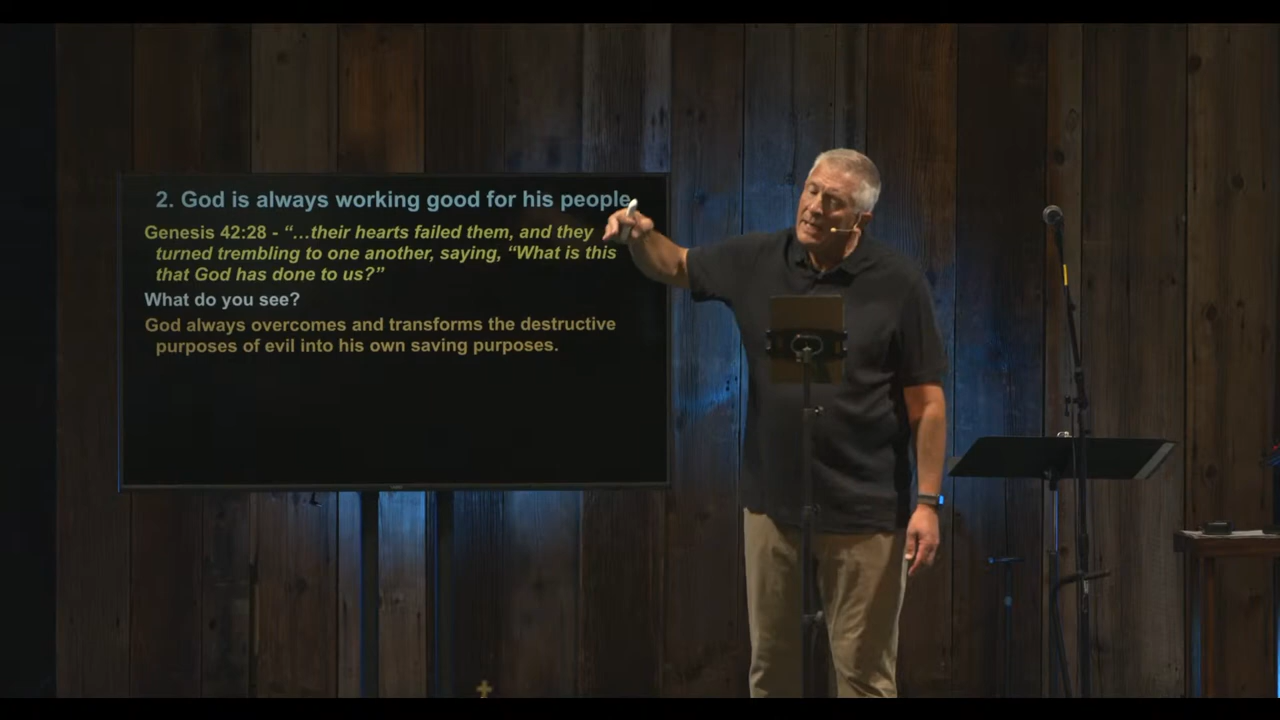 2. God is always working good for his people
Genesis 42:28 - “…their hearts failed them, and they
turned trembling to one another, saying, “What is this
that God has done to us?”
What do you see?
God always overcomes and transforms the destructive
purposes of evil into his own saving purposes.